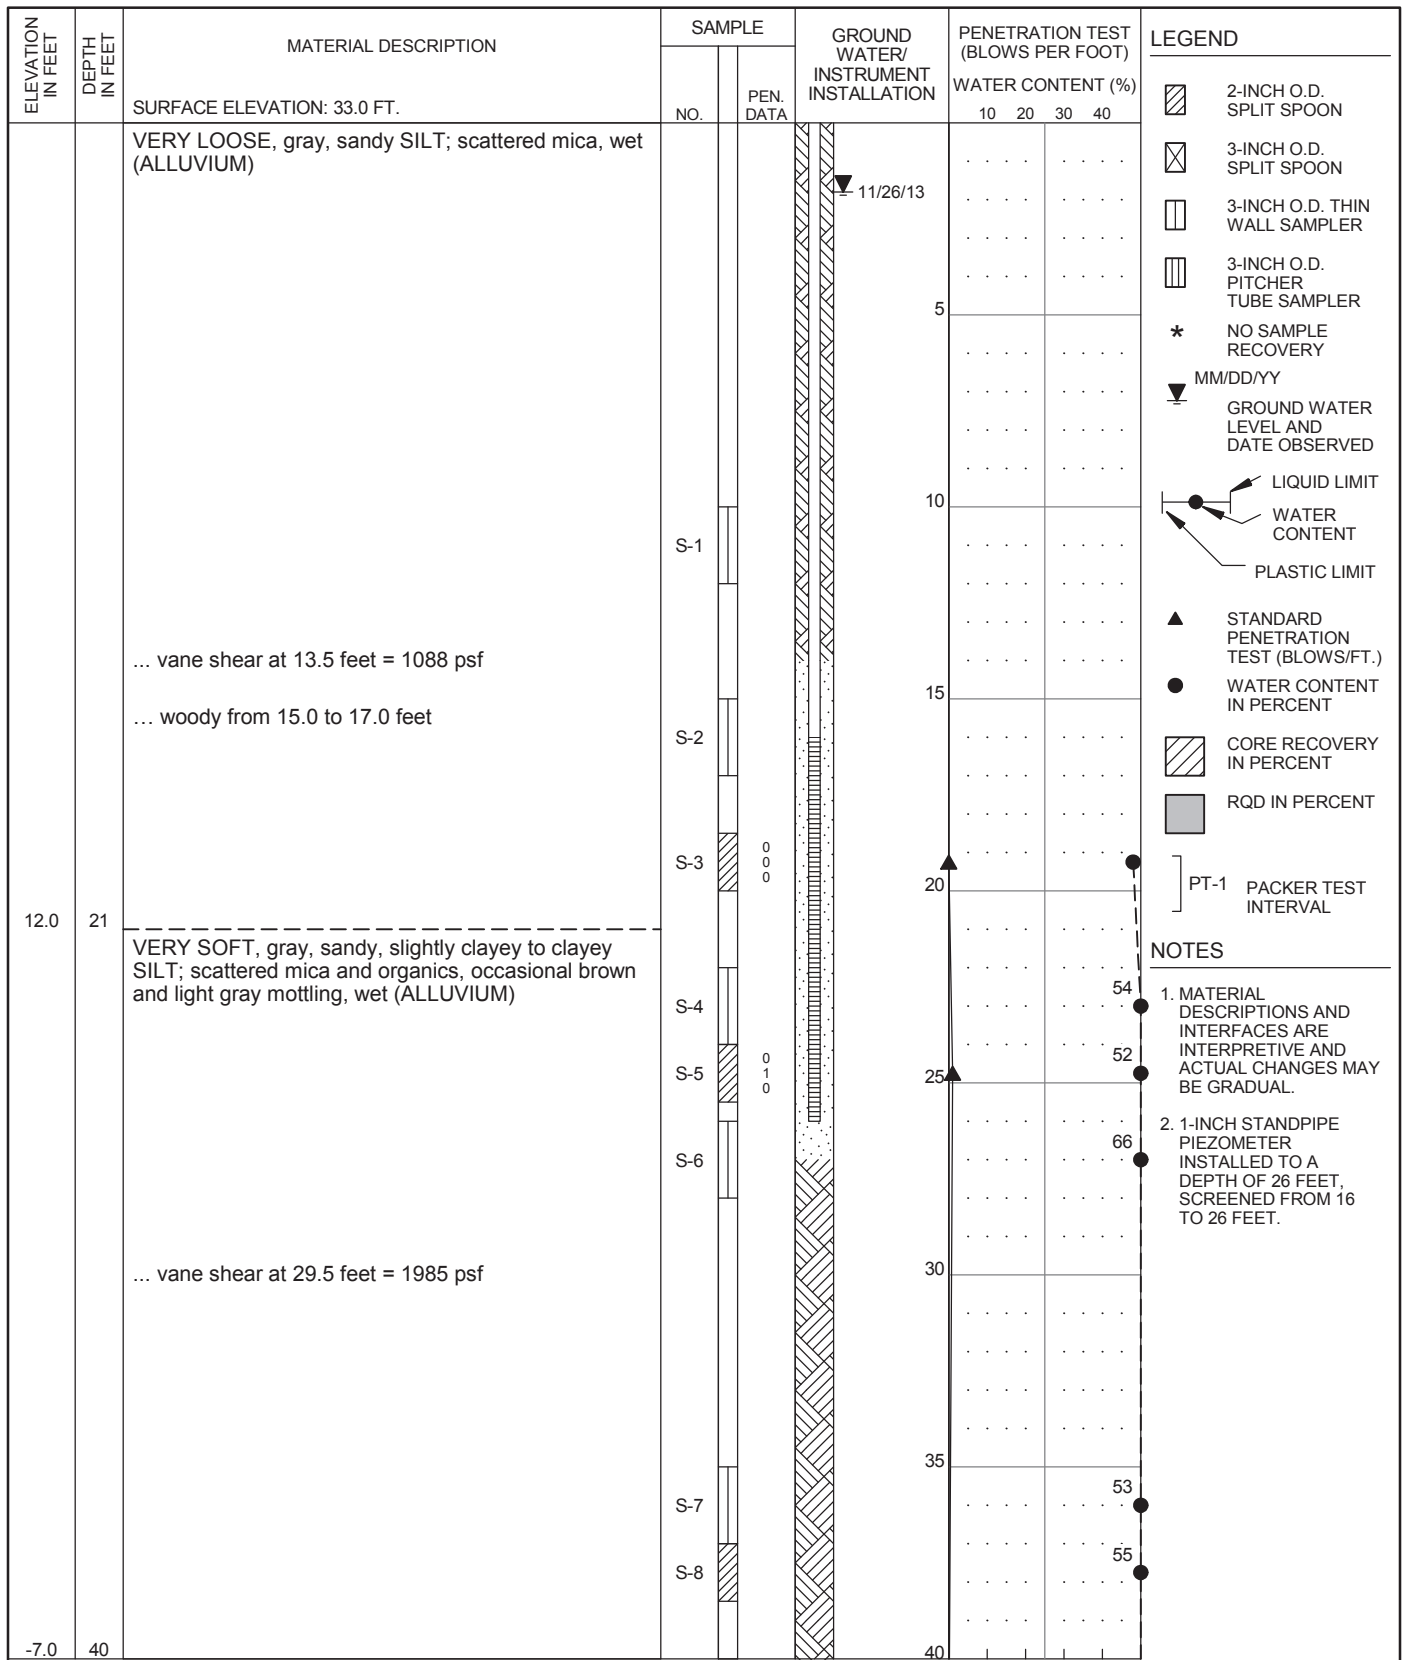 ELEVATION
IN FEET
DEPTH
IN FEET
MATERIAL DESCRIPTION
SURFACE ELEVATION: 33.0 FT.
SAMPLE
NO.
PEN.
DATA
GROUND
WATER/
INSTRUMENT
INSTALLATION
PENETRATION TEST
(BLOWS PER FOOT)
WATER CONTENT (%)
10 20 30 40
VERY LOOSE, gray, sandy SILT; scattered mica, wet
(ALLUVIUM)
11/26/13
5
10
S-1
... vane shear at 13.5 feet = 1088 psf
15
… woody from 15.0 to 17.0 feet
S-2
S-3
0
0
0
20
12.0 21
VERY SOFT, gray, sandy, slightly clayey to clayey
SILT; scattered mica and organics, occasional brown
and light gray mottling, wet (ALLUVIUM)
S-4
54
S-5
0
1
0
52
25
S-6
66
... vane shear at 29.5 feet = 1985 psf
30
35
S-7
53
S-8
55
-7.0 40
40
LEGEND
2-INCH O.D.
SPLIT SPOON
3-INCH O.D.
SPLIT SPOON
3-INCH O.D. THIN
WALL SAMPLER
3-INCH O.D.
PITCHER
TUBE SAMPLER
* NO SAMPLE
RECOVERY
MM/DD/YY
GROUND WATER
LEVEL AND
DATE OBSERVED
LIQUID LIMIT
WATER
CONTENT
PLASTIC LIMIT
STANDARD
PENETRATION
TEST (BLOWS/FT.)
WATER CONTENT
IN PERCENT
CORE RECOVERY
IN PERCENT
RQD IN PERCENT
PT-1 PACKER TEST
INTERVAL
NOTES
1. MATERIAL
DESCRIPTIONS AND
INTERFACES ARE
INTERPRETIVE AND
ACTUAL CHANGES MAY
BE GRADUAL.
2. 1-INCH STANDPIPE
PIEZOMETER
INSTALLED TO A
DEPTH OF 26 FEET,
SCREENED FROM 16
TO 26 FEET.